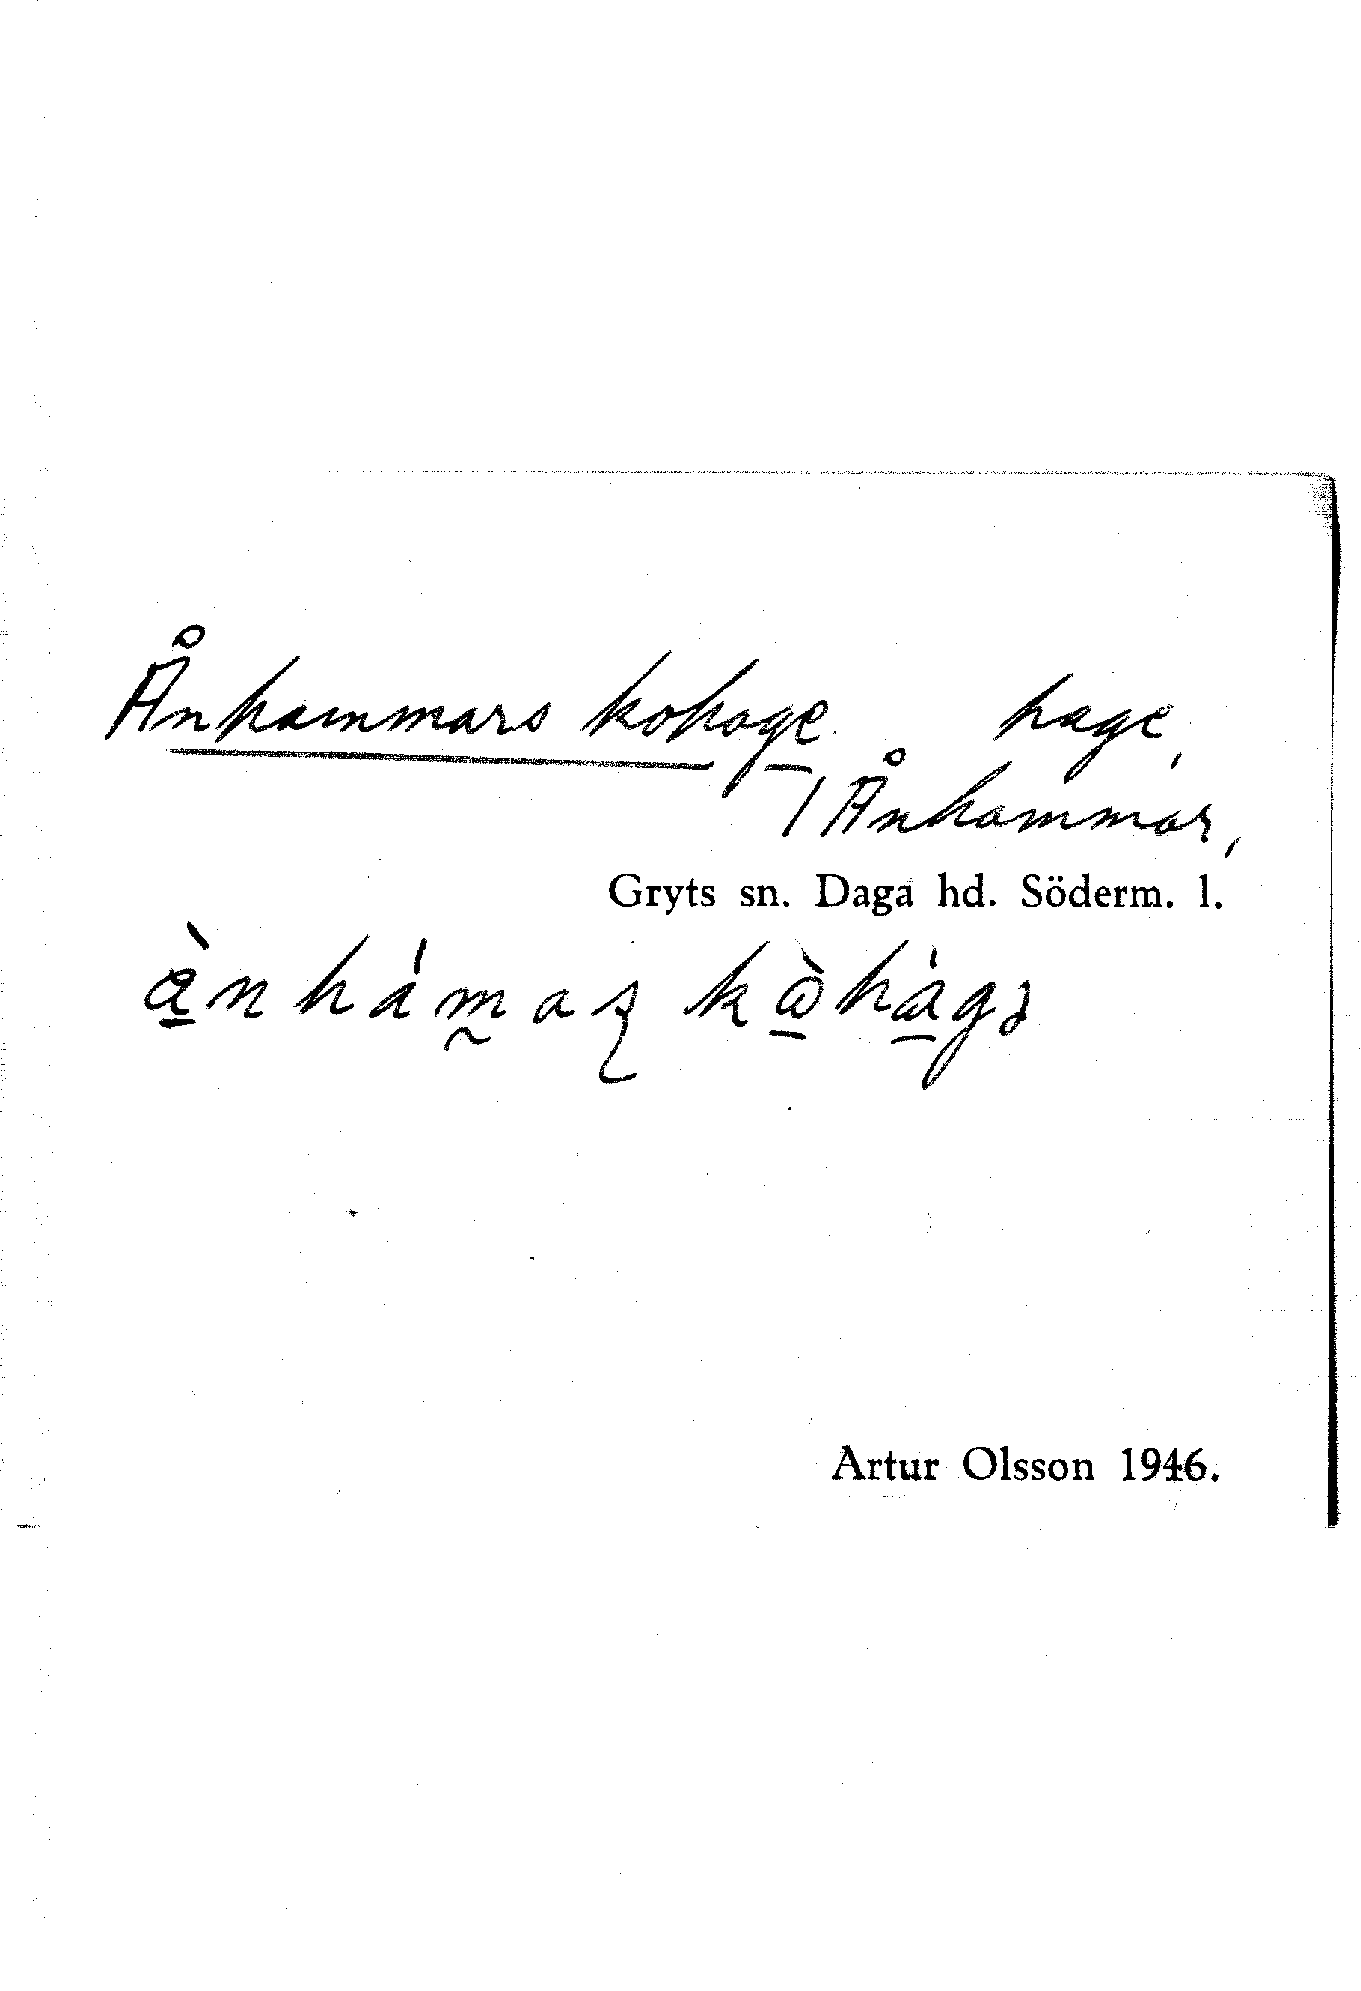 Ånhammars kohage hage,
/ Ånhammar,
Gryts sn. Daga hd. Söderm. l.
Artur Olsson 1946.